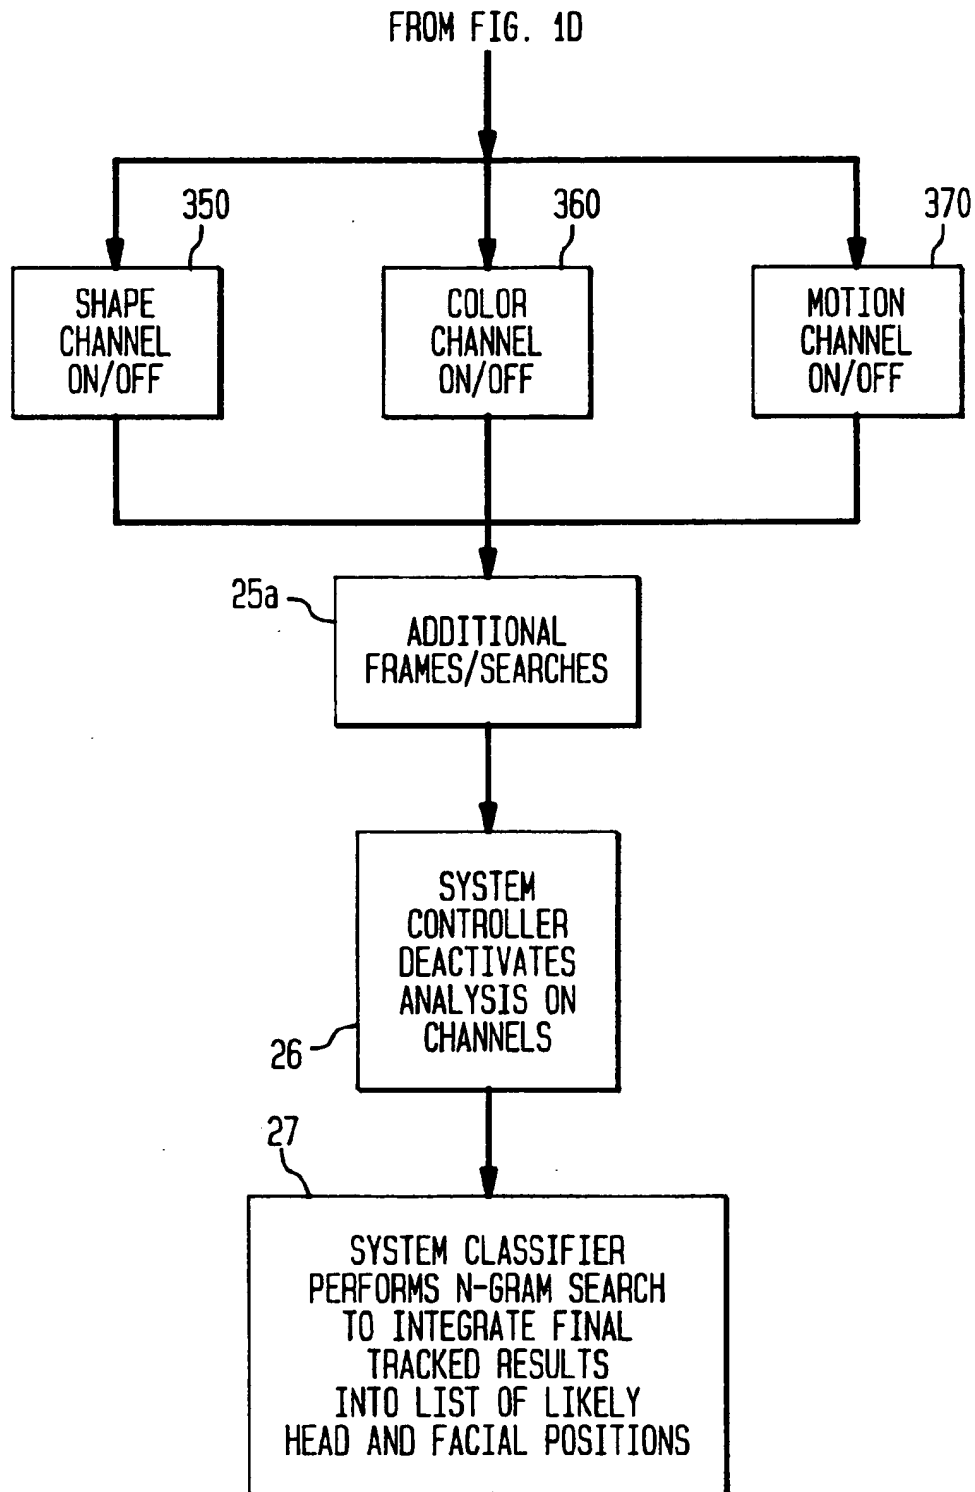 FROM FIG. 1D
350
360
370
SHAPE
CHANNEL
ON/OFF
COLOR
CHANNEL
ON/OFF
MOTION
CHANNEL
ON/OFF
25a
ADDITIONAL
FRAMES/SEARCHES
SYSTEM
CONTROLLER
DEACTIVATES
ANALYSIS ON
CHANNELS
26
27
SYSTEM CLASSIFIER
PERFORMS N-GRAM SEARCH
TO INTEGRATE FINAL
TRACKED RESULTS
INTO LIST OF LIKELY
HEAD AND FACIAL POSITIONS